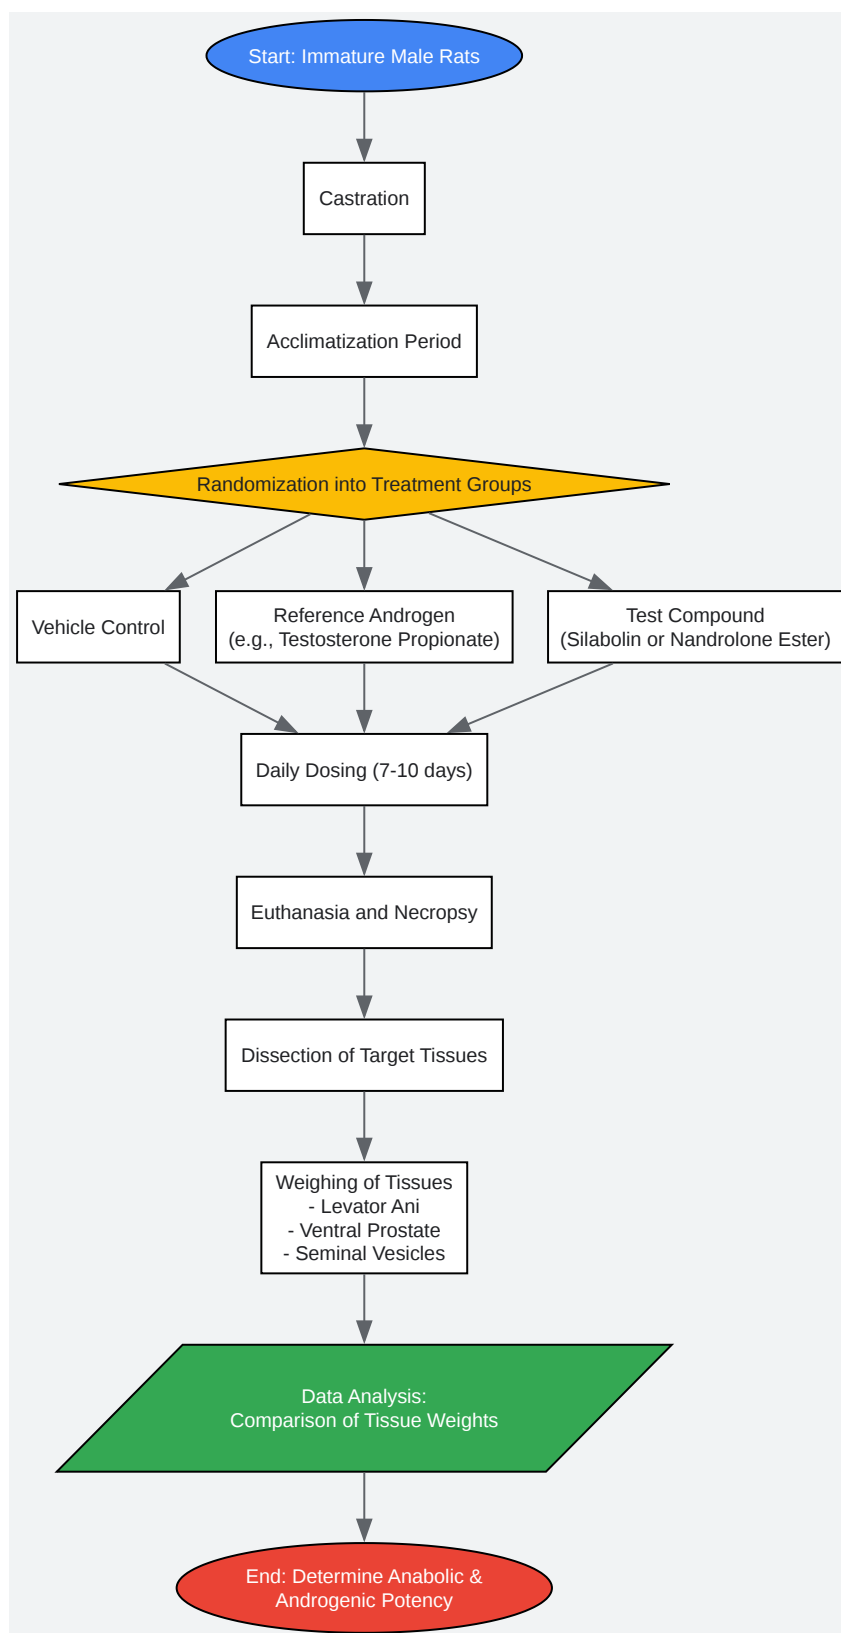 Start: Immature Male Rats
Castration
Acclimatization Period
Randomization into Treatment Groups
Vehicle Control
Reference Androgen
(e.g., Testosterone Propionate)
Test Compound
(Silabolin or Nandrolone Ester)
Daily Dosing (7-10 days)
Euthanasia and Necropsy
Dissection of Target Tissues
Weighing of Tissues
- Levator Ani
- Ventral Prostate
- Seminal Vesicles
Data Analysis:
Comparison of Tissue Weights
End: Determine Anabolic &
Androgenic Potency